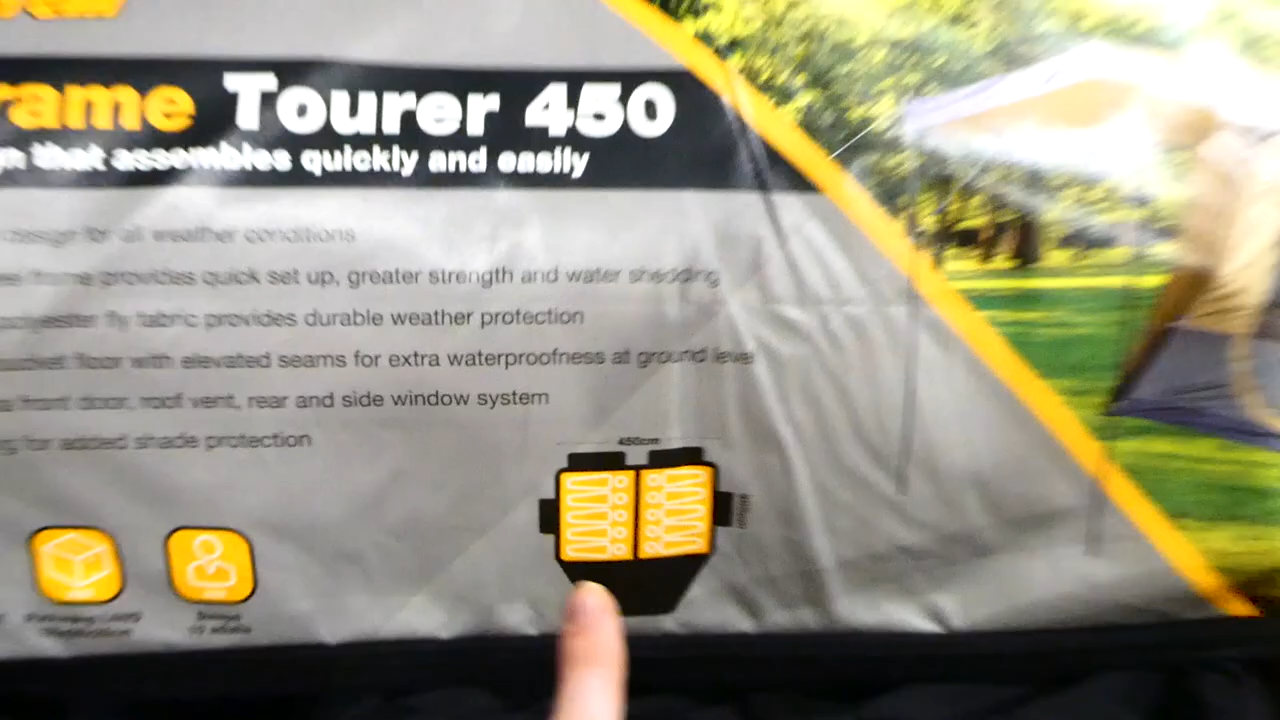 rame Tourer 450
n that assembles quickly and easily
design for all weather conditions
frame provides quick set up, greater strength and water shedding
polyester fly fabric provides durable weather protection
bucket floor with elevated seams for extra waterproofness at ground level
front door, roof vent, rear and side window system
for added shade protection
450cm